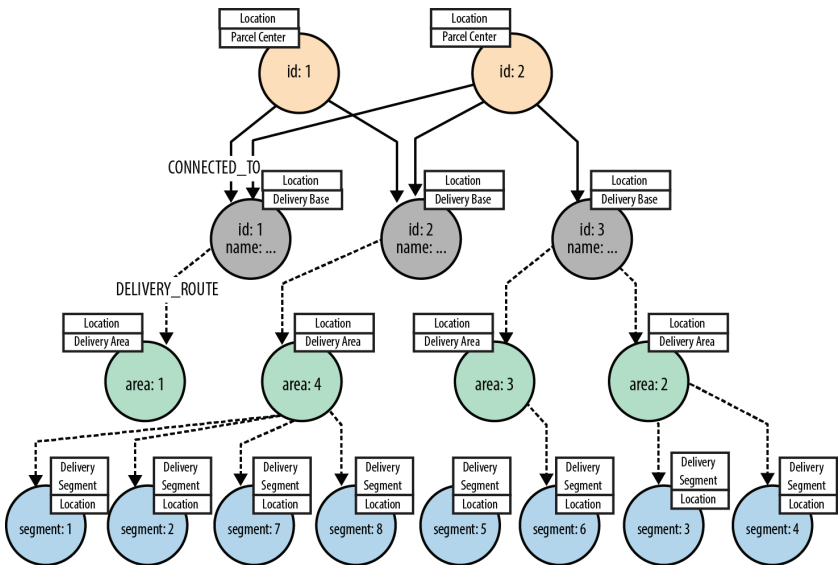 Location
Parcel Center
id: 1
Location
Parcel Center
id: 2
CONNECTED_TO
Location
Delivery Base
id: 1
name: ...
Location
Delivery Base
id: 2
name: ...
Location
Delivery Base
id: 3
name: ...
DELIVERY_ROUTE
Location
Delivery Area
area: 1
Location
Delivery Area
area: 4
Location
Delivery Area
area: 3
Location
Delivery Area
area: 2
Delivery
Segment
Location
segment: 1
Delivery
Segment
Location
segment: 2
Delivery
Segment
Location
segment: 7
Delivery
Segment
Location
segment: 8
Delivery
Segment
Location
segment: 5
Delivery
Segment
Location
segment: 6
Delivery
Segment
Location
segment: 3
Delivery
Segment
Location
segment: 4